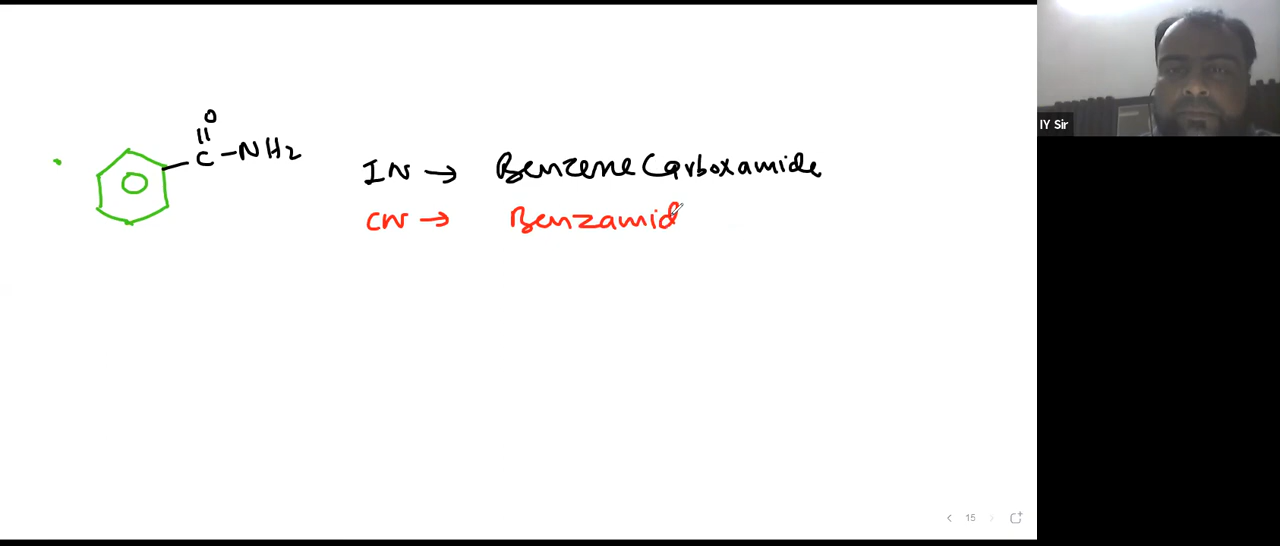 O
||
C-NH2
IN → Benzene Carboxamide
CN → Benzamid
IY Sir
15